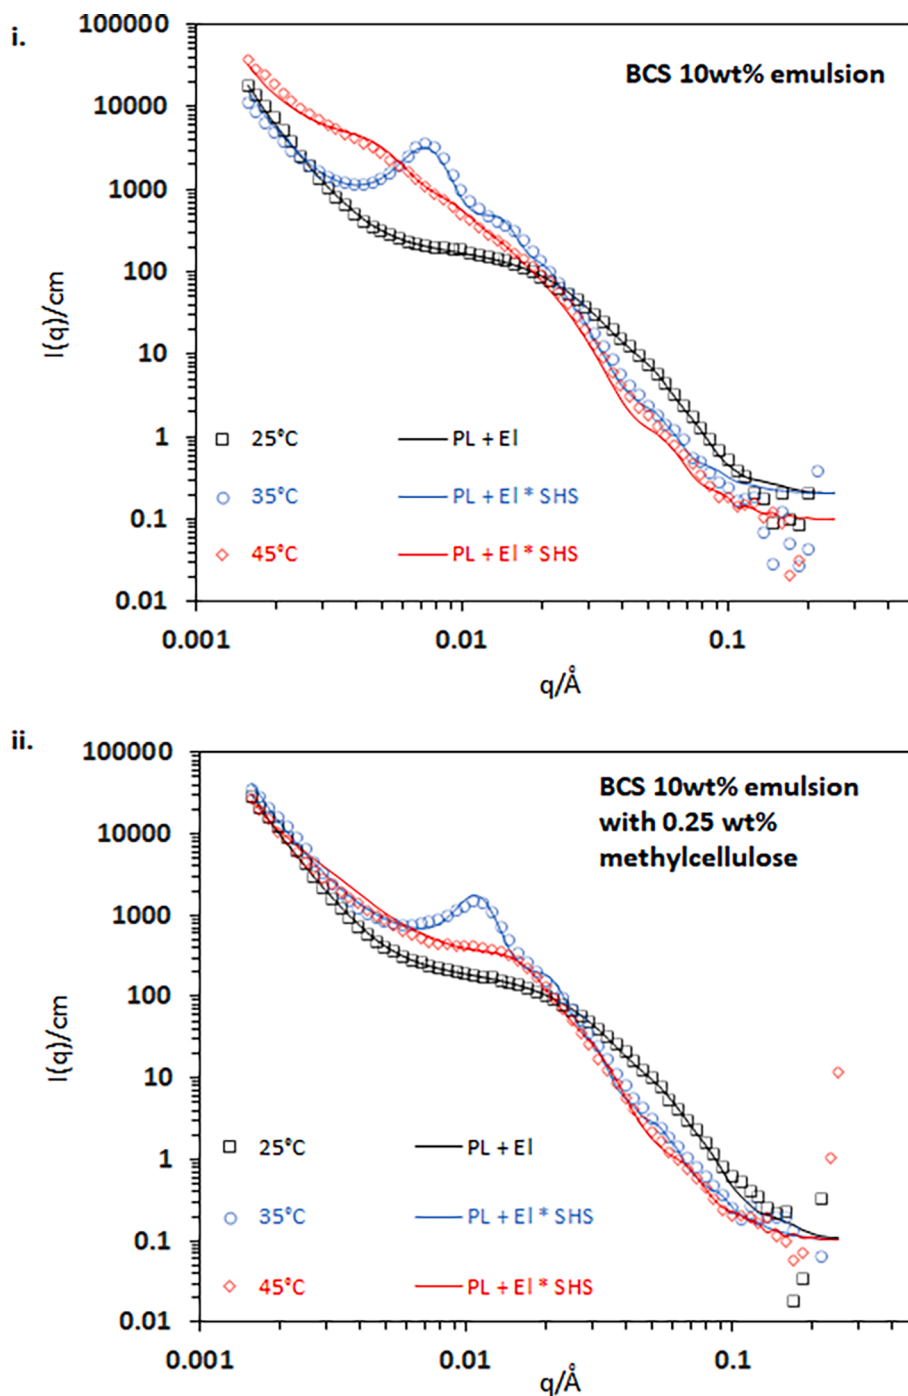 i.
100000
BCS 10wt% emulsion
10000
1000
100
10
1
0.1
0.01
I(q)/cm
25°C PL + El
35°C PL + El * SHS
45°C PL + El * SHS
0.001 0.01 0.1
q/Å
ii.
100000
BCS 10wt% emulsion
with 0.25 wt%
methylcellulose
10000
1000
100
10
1
0.1
0.01
I(q)/cm
25°C PL + El
35°C PL + El * SHS
45°C PL + El * SHS
0.001 0.01 0.1
q/Å